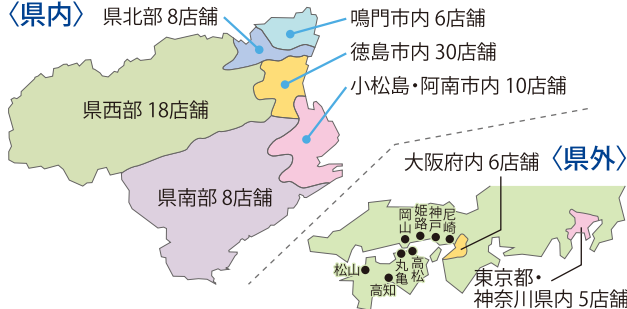 〈県内〉
県北部 8店舗
鳴門市内 6店舗
徳島市内 30店舗
小松島・阿南市内 10店舗
県西部 18店舗
県南部 8店舗
〈県外〉
大阪府内 6店舗
岡山
姫路
神戸
尼崎
松山
高知
丸亀
高松
東京都・
神奈川県内 5店舗